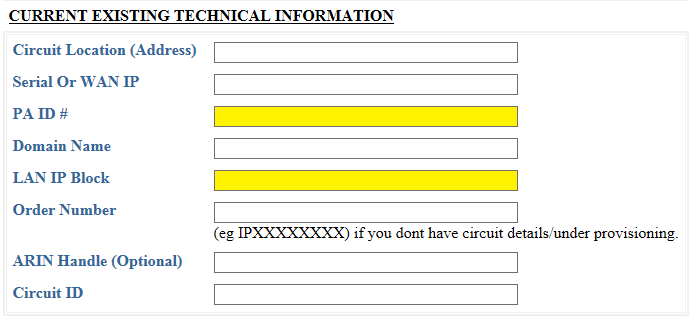 CURRENT EXISTING TECHNICAL INFORMATION
Circuit Location (Address)
Serial Or WAN IP
PA ID #
Domain Name
LAN IP Block
Order Number
(eg IPXXXXXXXX) if you dont have circuit details/under provisioning.
ARIN Handle (Optional)
Circuit ID